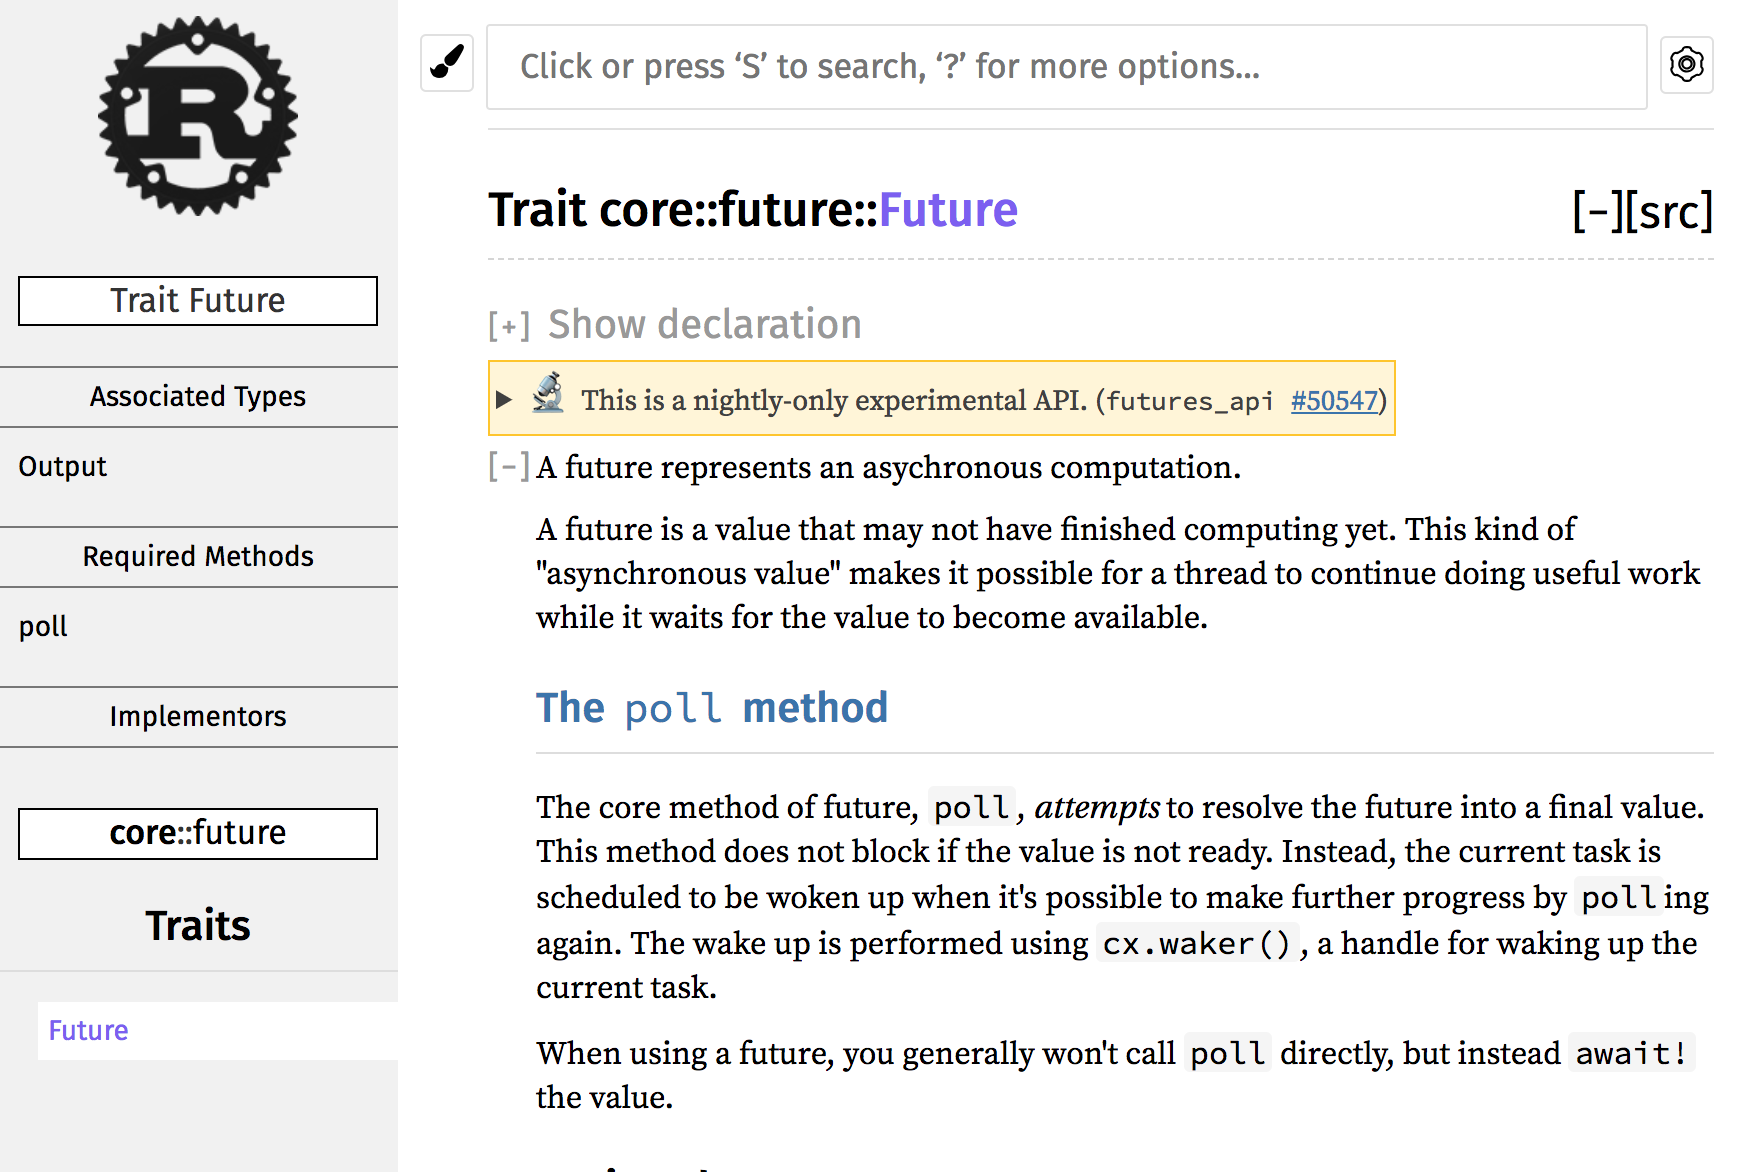 R
Trait Future
Associated Types
Output
Required Methods
poll
Implementors
core::future
Traits
Future
Click or press ‘S’ to search, ‘?’ for more options...
Trait core::future::Future
[-][src]
[+] Show declaration
▶ 🔬 This is a nightly-only experimental API. (futures_api #50547)
[-] A future represents an asychronous computation.
A future is a value that may not have finished computing yet. This kind of
"asynchronous value" makes it possible for a thread to continue doing useful work
while it waits for the value to become available.
The poll method
The core method of future, poll, attempts to resolve the future into a final value.
This method does not block if the value is not ready. Instead, the current task is
scheduled to be woken up when it's possible to make further progress by polling
again. The wake up is performed using cx.waker(), a handle for waking up the
current task.
When using a future, you generally won't call poll directly, but instead await!
the value.